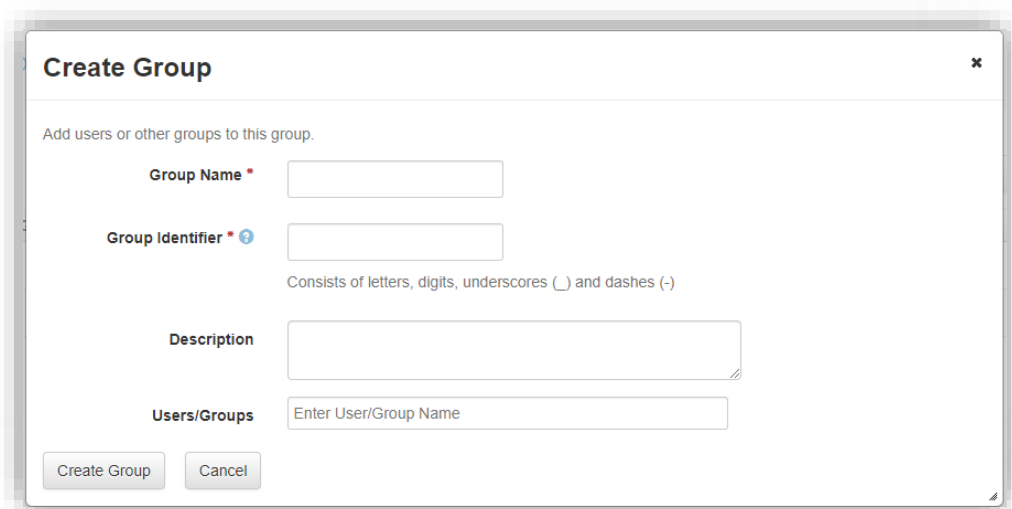 Create Group
Add users or other groups to this group.
Group Name *
Group Identifier * ?
Consists of letters, digits, underscores (_) and dashes (-)
Description
Users/Groups Enter User/Group Name
Create Group Cancel